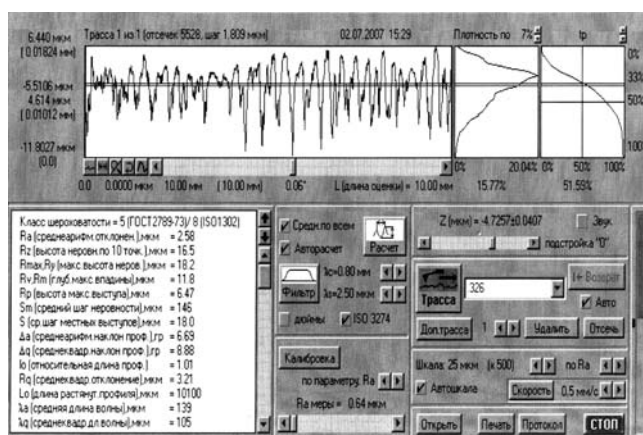 6.440 мкм Трасса 1 из 1 (отсечек 5528, шаг 1.809 мкм) 02.07.2007 15:29 Плотность по 7% tp
(0.01824 мм) 0%
-5.5106 мкм 33%
4.614 мкм 50%
(0.01012 мм)
-11.8027 мкм 100
(0.0)
0% 20.04% 0% 50% 100%
0.0 0.0000 мкм 10.00 мм (10.00 мм) 0.06° L (длина оценки) = 10.00 мм 15.77% 51.55%
Класс шероховатости = 5 (ГОСТ2789-73)/ 8 (ISO1302)
Ra (среднеарифм.отклонен.),мкм = 2.58
Rz (высота неровн.по 10 точк.),мкм = 16.5
Rmax,Ry (макс.высота неров.),мкм = 18.2
Rv,Rm (глуб.макс.впадины),мкм = 11.8
Rp (высота макс.выступа),мкм = 6.47
Sm (средний шаг неровности),мкм = 146
S (ср.шаг местных выступов),мкм = 18.0
Δa (среднеарифм.наклон проф.),гр = 6.69
Δq (среднеквадр.наклон проф.),гр = 8.88
lo (относительная длина проф.) = 1.01
Rq (среднеквадр.отклонение),мкм = 3.21
Lo (длина растянут.профиля),мкм = 10100
λa (средняя длина волны),мкм = 139
λq (среднеквадр.дл.волны),мкм = 105
Средн.по всем
Авторасчет Расчет
λc=0.80 мм
Фильтр λs=2.50 мкм
дюймы ISO 3274
Калибровка
по параметру: Ra
Ra меры = 0.64 мкм
Z (мкм) = -4.7257±0.0407 Звук
подстройка "0"
Трасса 326 Возврат
Авто
Доп.трасса 1 Удалить Отсечь
Шкала: 25 мкм (x 500) по Ra
Автошкала Скорость 0.5 мм/с
Открыть Печать Протокол СТОП